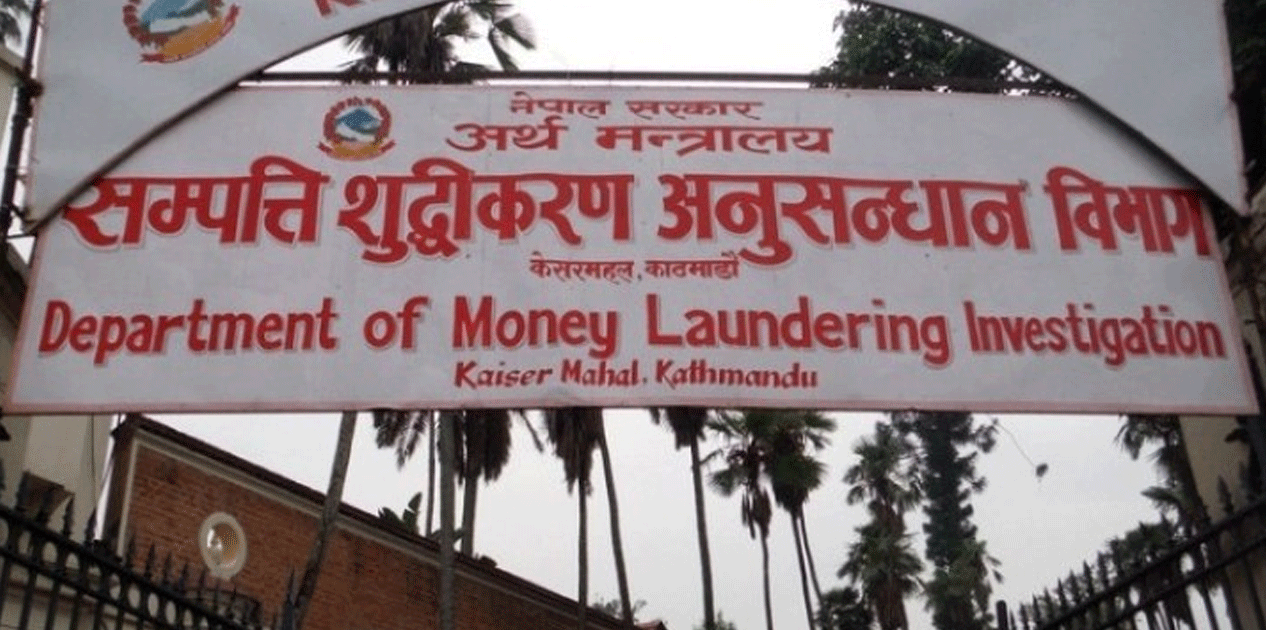 नेपाल सरकार
अर्थ मन्त्रालय
सम्पत्ति शुद्धीकरण अनुसन्धान विभाग
केसरमहल, काठमाडौं
Department of Money Laundering Investigation
Kaiser Mahal, Kathmandu